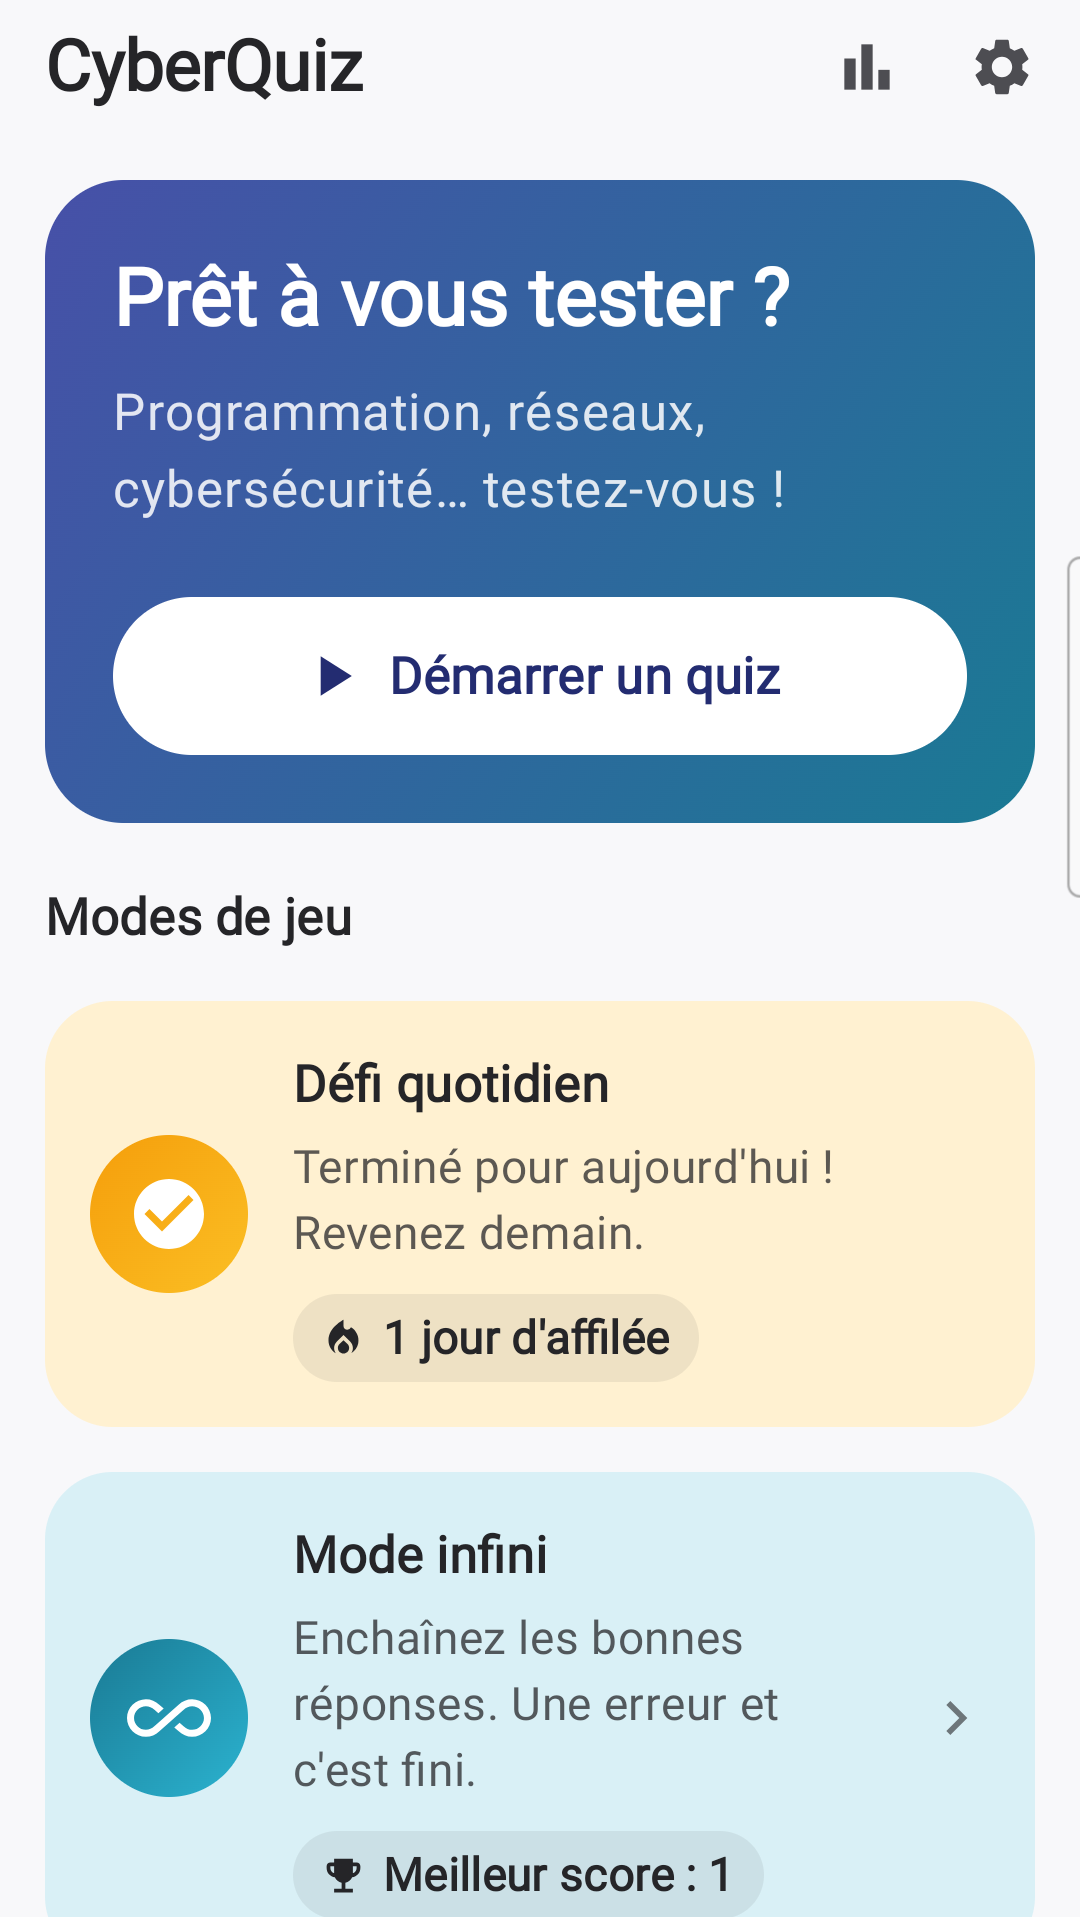 CyberQuiz
Prêt à vous tester ?
Programmation, réseaux,
cybersécurité… testez-vous !
Démarrer un quiz
Modes de jeu
Défi quotidien
Terminé pour aujourd'hui !
Revenez demain.
1 jour d'affilée
Mode infini
Enchaînez les bonnes
réponses. Une erreur et
c'est fini.
Meilleur score : 1